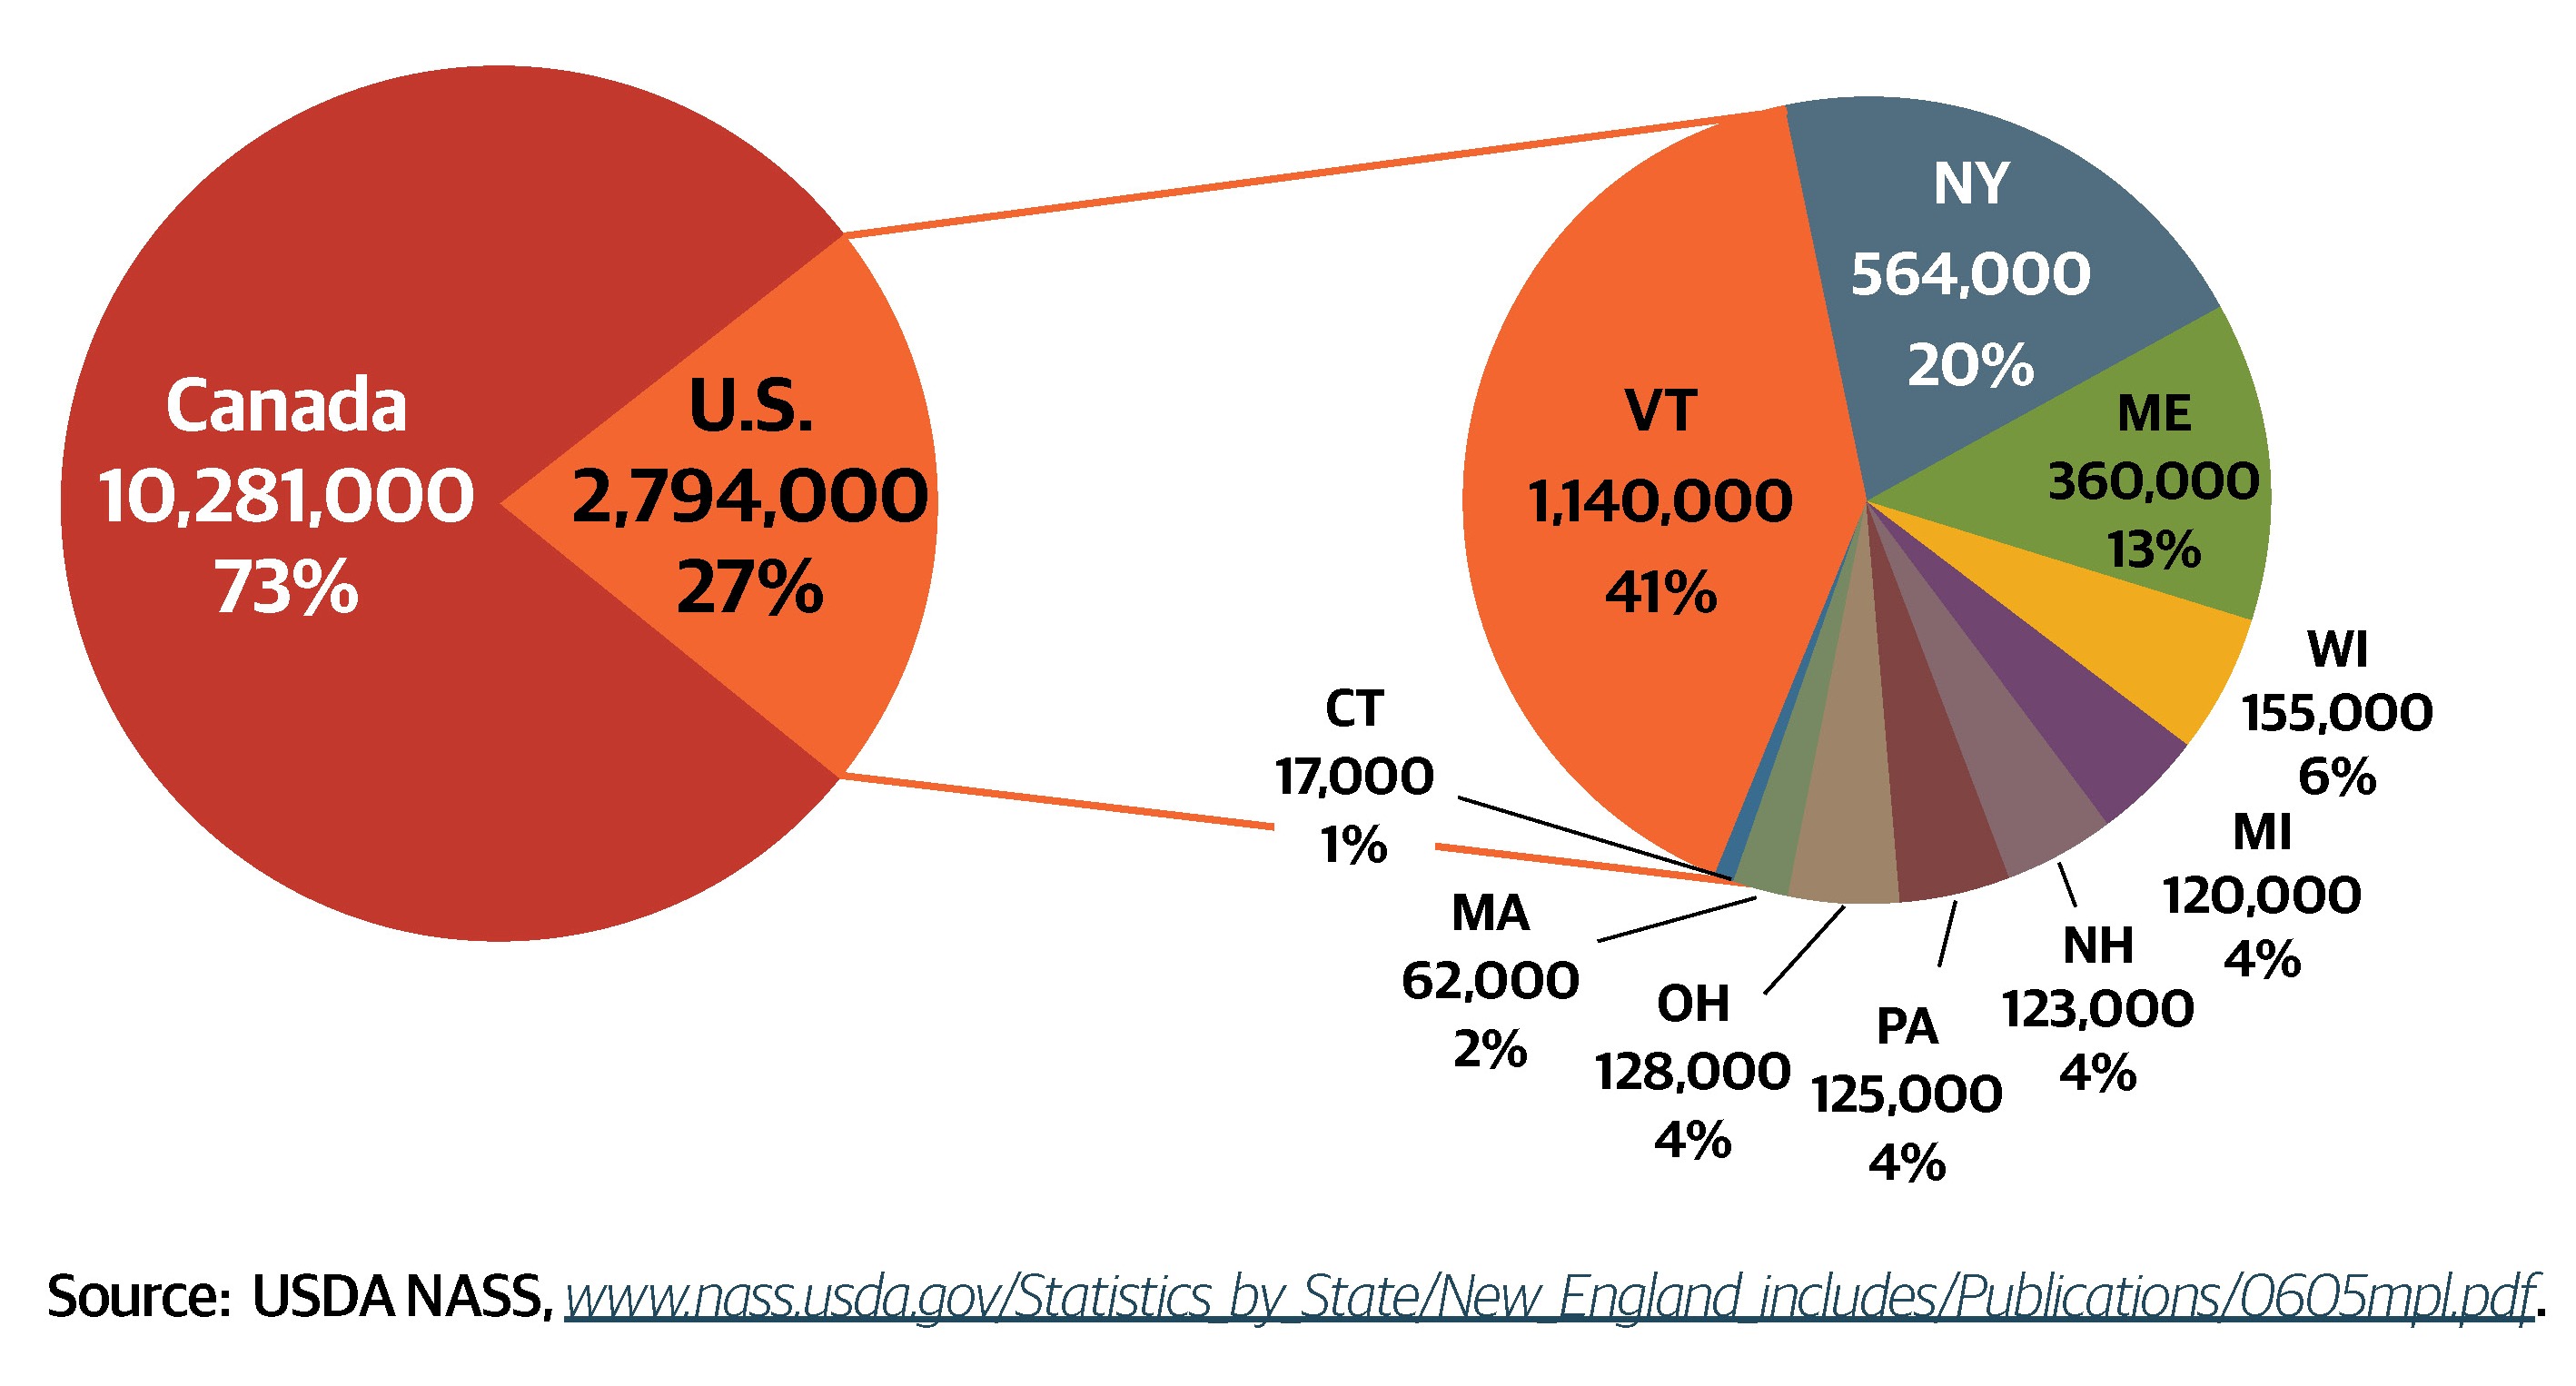 Canada
10,281,000
73%
U.S.
2,794,000
27%
VT
1,140,000
41%
NY
564,000
20%
ME
360,000
13%
WI
155,000
6%
MI
120,000
4%
NH
123,000
4%
PA
125,000
4%
OH
128,000
4%
MA
62,000
2%
CT
17,000
1%
Source: USDA NASS, www.nass.usda.gov/Statistics_by_State/New_England_includes/Publications/0605mpl.pdf.